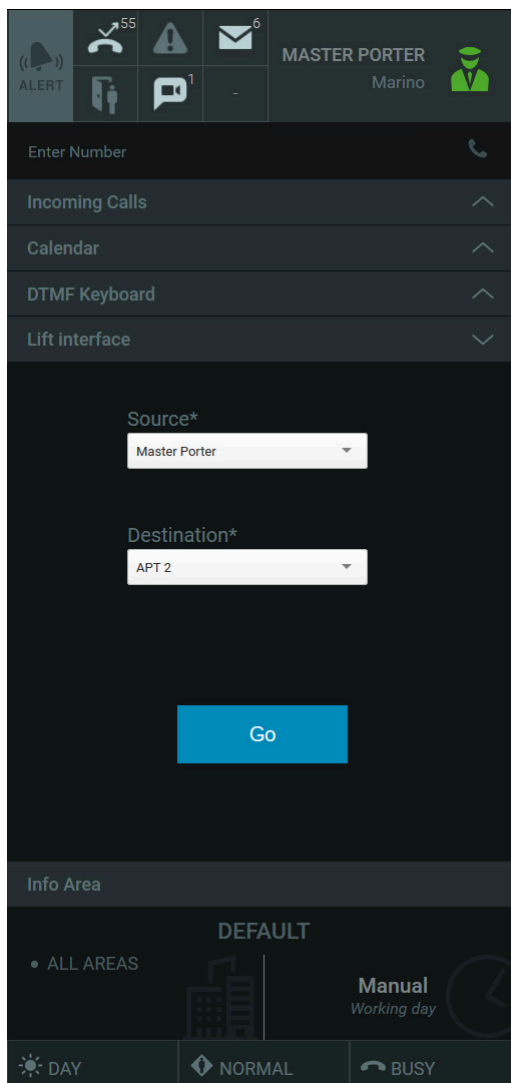 55
6
MASTER PORTER
Marino
ALERT
1
-
Enter Number
Incoming Calls
Calendar
DTMF Keyboard
Lift interface
Source*
Master Porter
Destination*
APT 2
Go
Info Area
DEFAULT
• ALL AREAS
Manual
Working day
DAY
NORMAL
BUSY